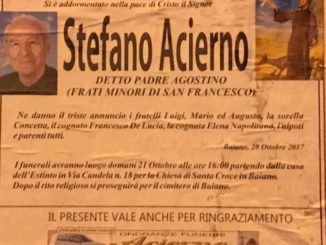 Si è addormentato nella pace di Cristo il Signor
Stefano Acierno
DETTO PADRE AGOSTINO
(FRATI MINORI DI SAN FRANCESCO)
Ne danno il triste annuncio i fratelli Luigi, Mario ed Augusto, la sorella
Concetta, il cognato Francesco De Lucia, la cognata Elena Napolitano, i nipoti
e parenti tutti.
Baiano, 20 Ottobre 2017
I funerali avranno luogo domani 21 Ottobre alle ore 16:00 partendo dalla casa
dell'Estinto in Via Candela n. 18 per la Chiesa di Santa Croce in Baiano.
Dopo il rito religioso si proseguirà per il cimitero di Baiano.
IL PRESENTE VALE ANCHE PER RINGRAZIAMENTO
FUNEBRI
Acierno